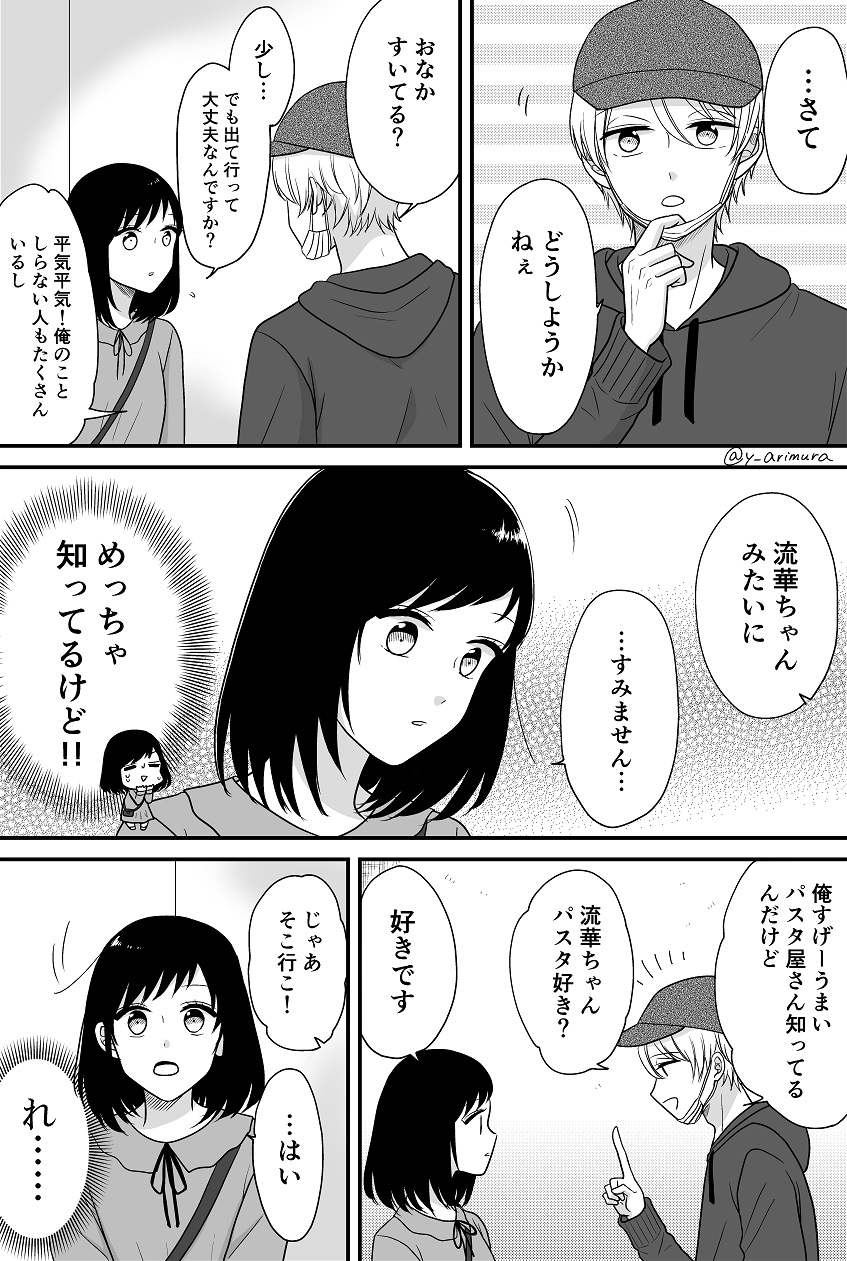 …さて
どうしようか
ねぇ
おなか
すいてる?
少し…
でも出て行って
大丈夫なんですか?
平気平気!俺のこと
しらない人もたくさん
いるし
@y_arimura
流華ちゃん
みたいに
…すみません…
めっちゃ
知ってるけど!!
俺すげーうまい
パスタ屋さん知ってる
んだけど
流華ちゃん
パスタ好き?
好きです
じゃあ
そこ行こ!
…はい
れ……